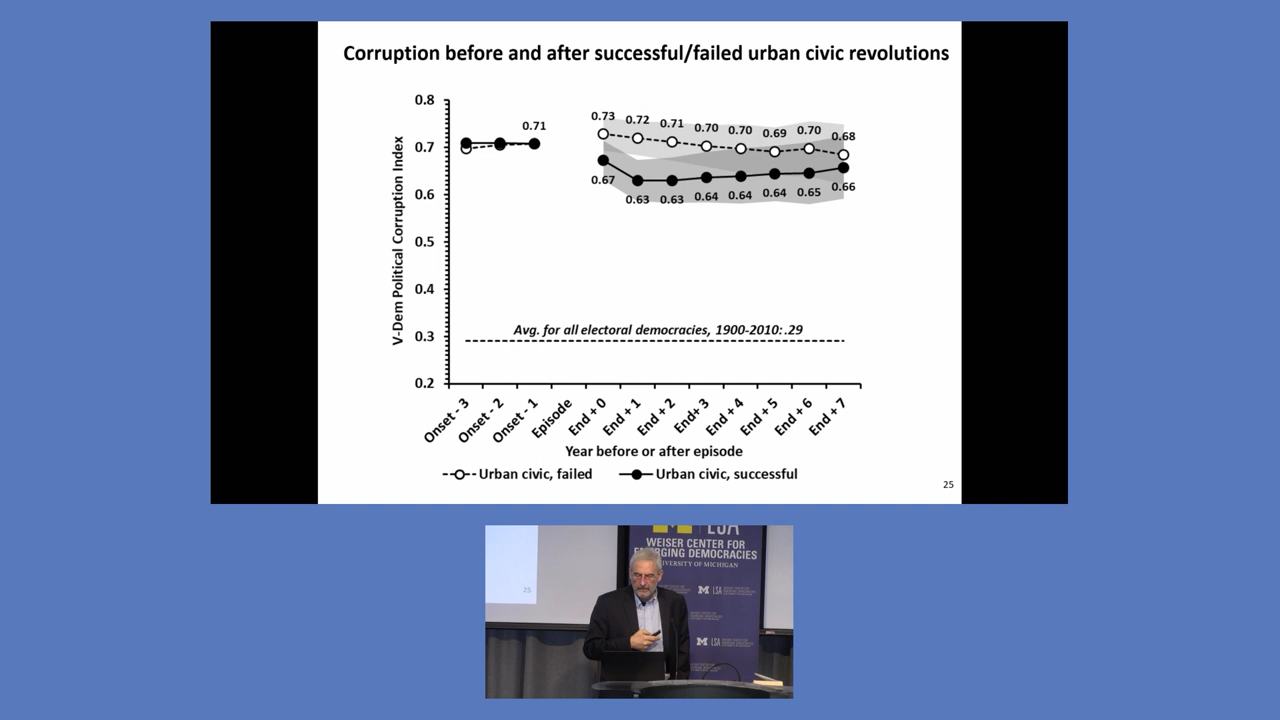 Corruption before and after successful/failed urban civic revolutions
V-Dem Political Corruption Index
0.8
0.7
0.6
0.5
0.4
0.3
0.2
0.71
0.73
0.72
0.71
0.70
0.70
0.69
0.70
0.68
0.67
0.63
0.63
0.64
0.64
0.64
0.65
0.66
Avg. for all electoral democracies, 1900-2010: .29
Onset - 3
Onset - 2
Onset - 1
Episode
End + 0
End + 1
End + 2
End+ 3
End + 4
End + 5
End + 6
End + 7
Year before or after episode
Urban civic, failed
Urban civic, successful
25
25
M LSA
WEISER CENTER FOR
EMERGING DEMOCRACIES
UNIVERSITY OF MICHIGAN
M LSA
M LSA